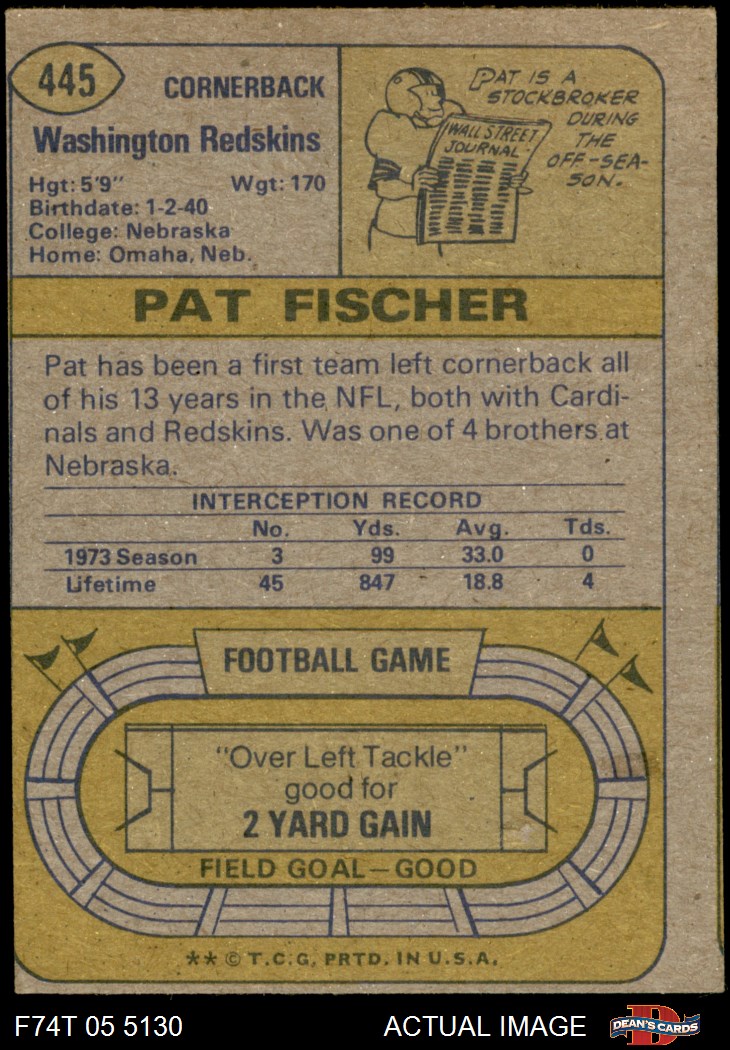 445
CORNERBACK
Washington Redskins
Hgt: 5'9" Wgt: 170
Birthdate: 1-2-40
College: Nebraska
Home: Omaha, Neb.
PAT IS A
STOCKBROKER
DURING
THE
OFF-SEA-
SON.
WALL STREET
JOURNAL
PAT FISCHER
Pat has been a first team left cornerback all
of his 13 years in the NFL, both with Cardi-
nals and Redskins. Was one of 4 brothers at
Nebraska.
INTERCEPTION RECORD
No. Yds. Avg. Tds.
1973 Season 3 99 33.0 0
Lifetime 45 847 18.8 4
FOOTBALL GAME
"Over Left Tackle"
good for
2 YARD GAIN
FIELD GOAL—GOOD
** © T.C.G. PRTD. IN U.S.A.
F74T 05 5130 ACTUAL IMAGE
D
DEAN'S CARDS